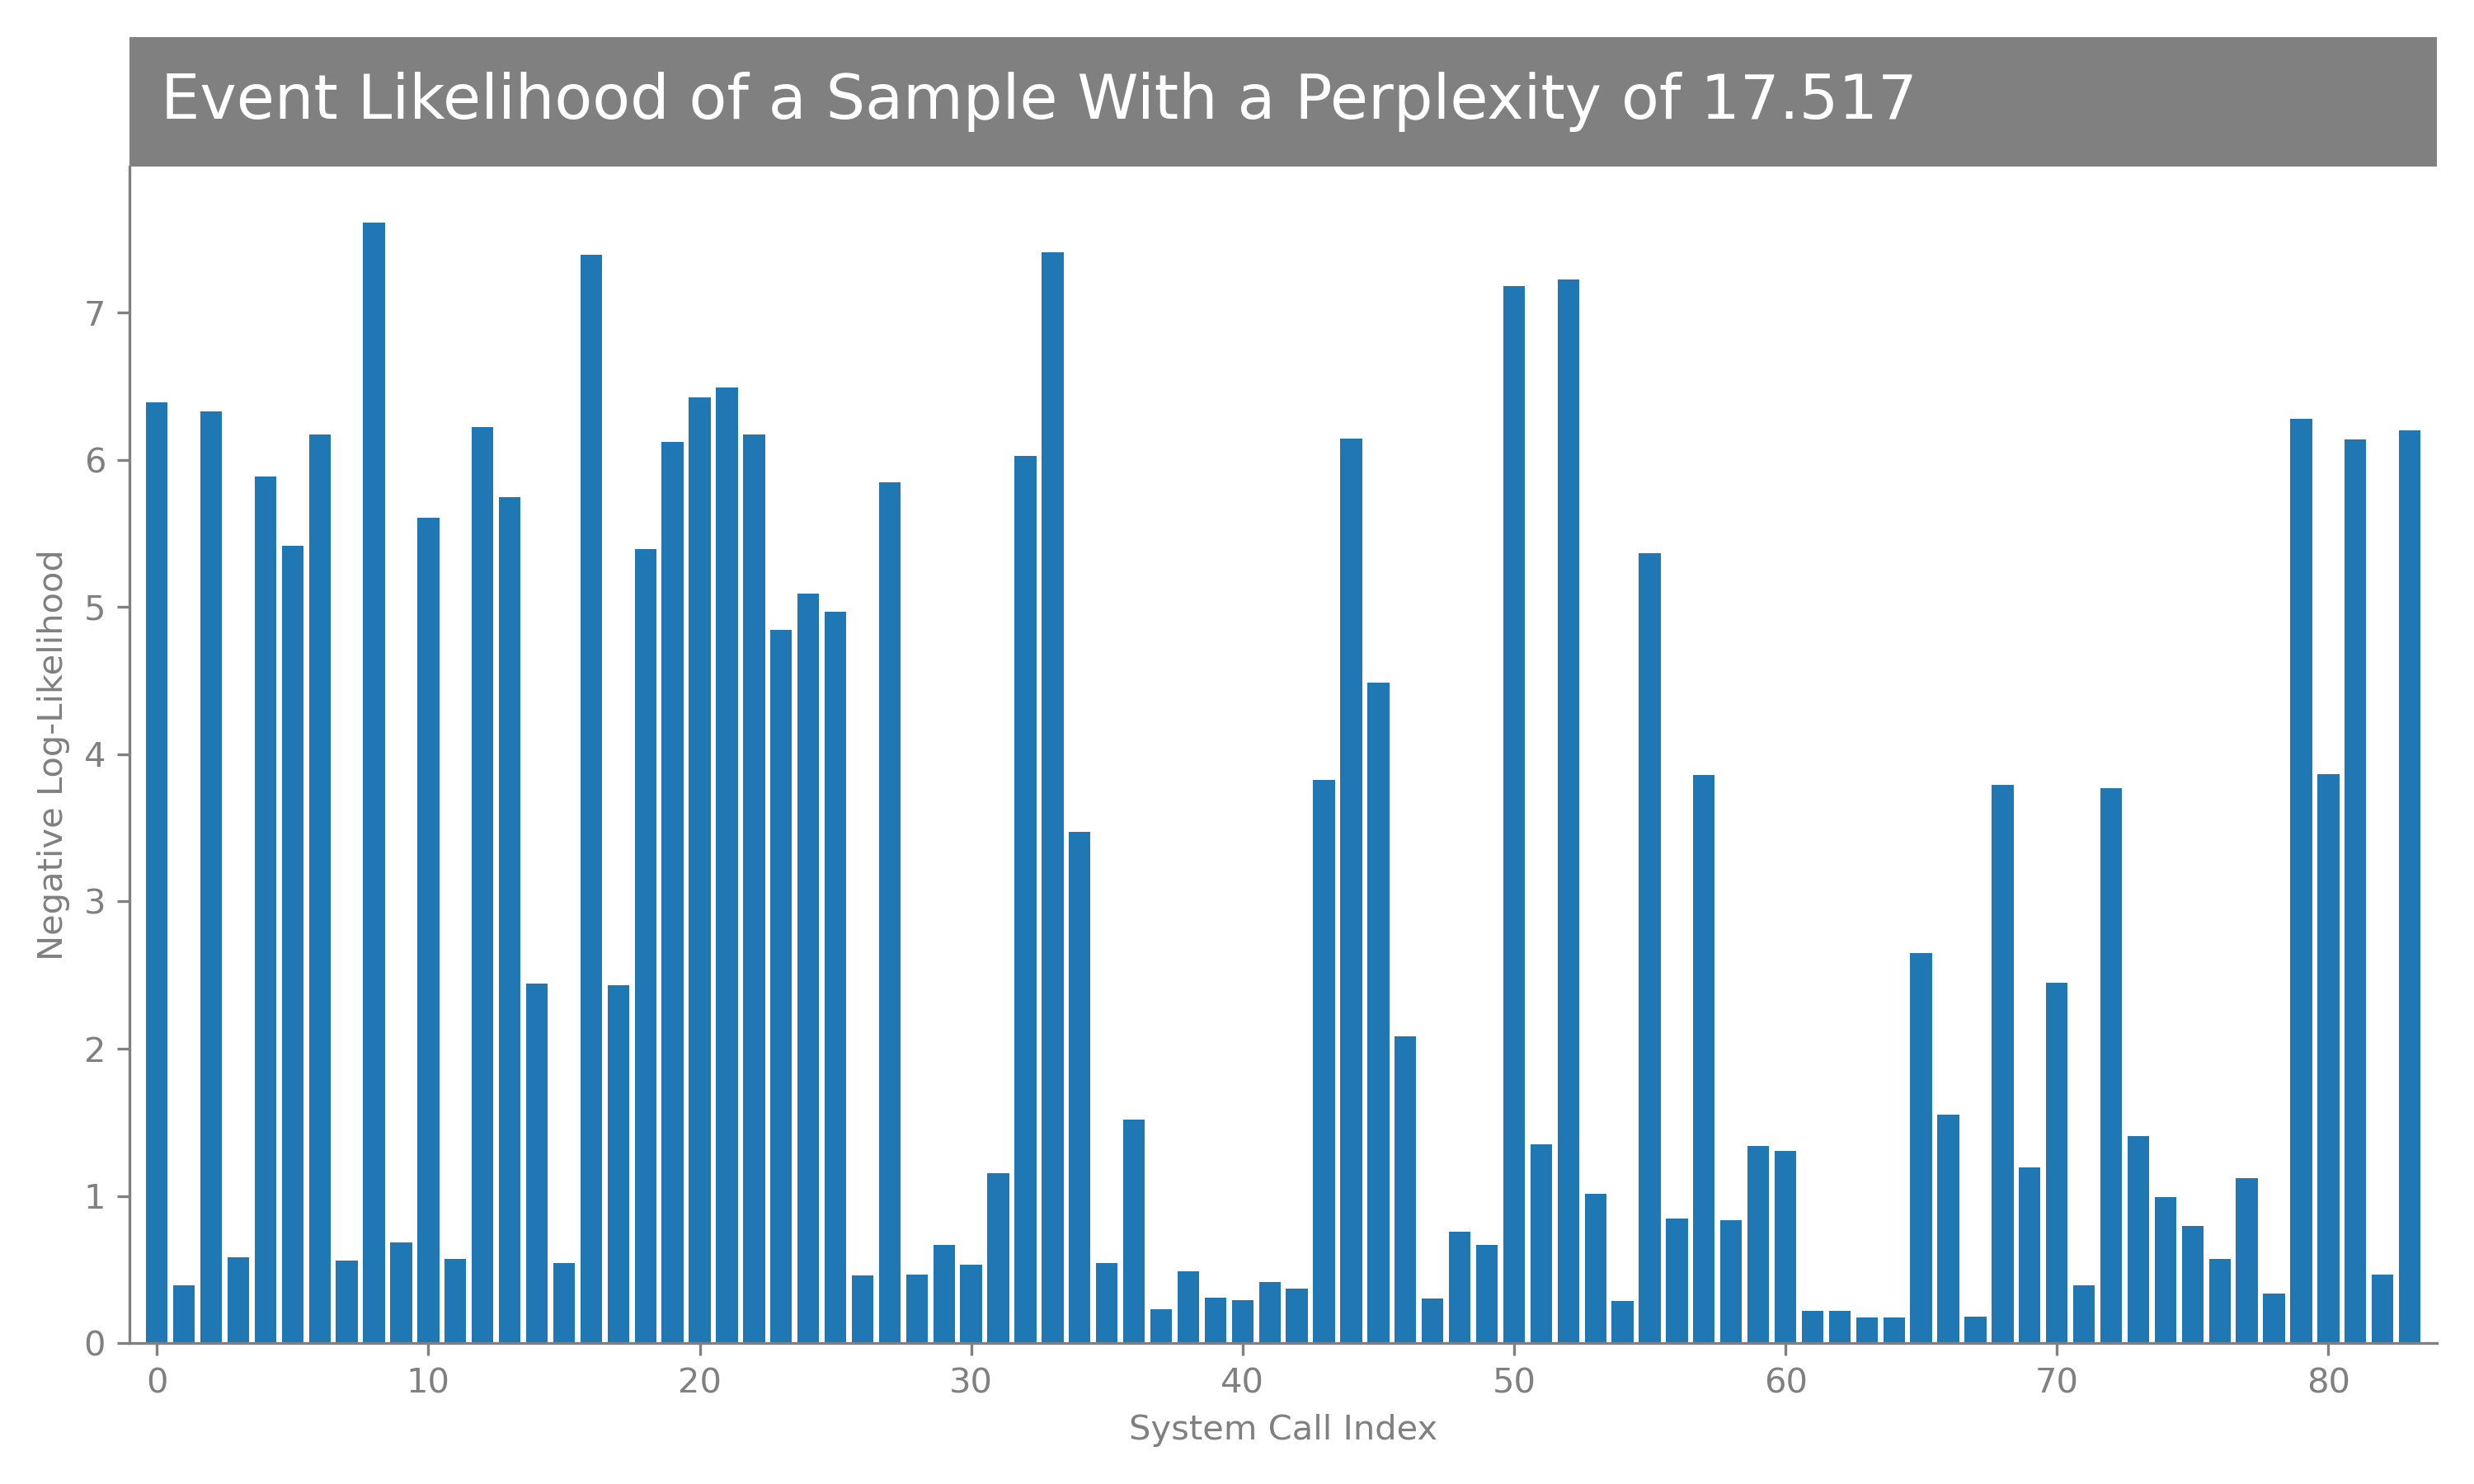 Event Likelihood of a Sample With a Perplexity of 17.517
Negative Log-Likelihood
7
6
5
4
3
2
1
0
0 10 20 30 40 50 60 70 80
System Call Index